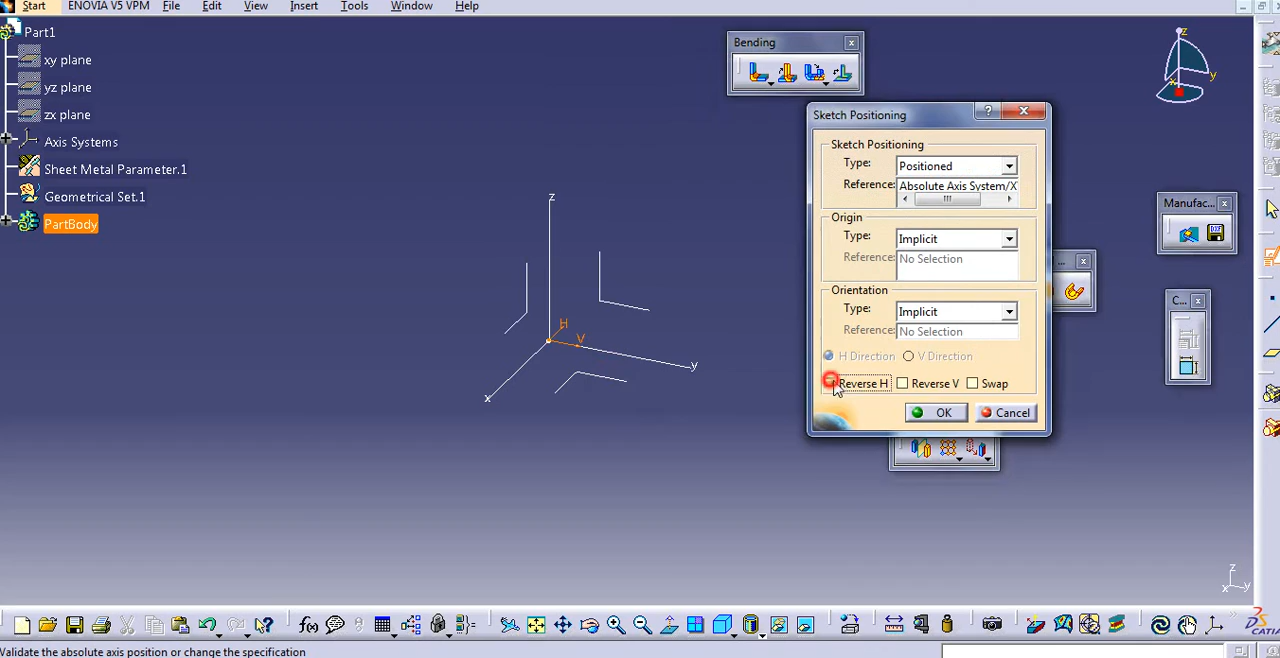 Start ENOVIA V5 VPM File Edit View Insert Tools Window Help
Part1
xy plane
yz plane
zx plane
Axis Systems
Sheet Metal Parameter.1
Geometrical Set.1
PartBody
z
H
V
y
x
Bending
Sketch Positioning
Sketch Positioning
Type: Positioned
Reference: Absolute Axis System/X
Origin
Type: Implicit
Reference: No Selection
Orientation
Type: Implicit
Reference: No Selection
H Direction V Direction
Reverse H Reverse V Swap
OK Cancel
z
y
x
Manufac...
...
C...
z
x y
f(x)
CATIA
Validate the absolute axis position or change the specification